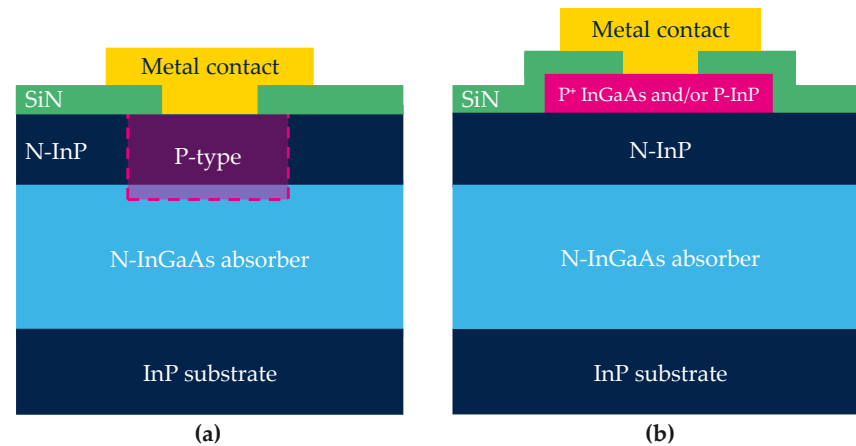 Metal contact
SiN
N-InP
P-type
N-InGaAs absorber
InP substrate
(a)
Metal contact
SiN
P⁺ InGaAs and/or P-InP
N-InP
N-InGaAs absorber
InP substrate
(b)